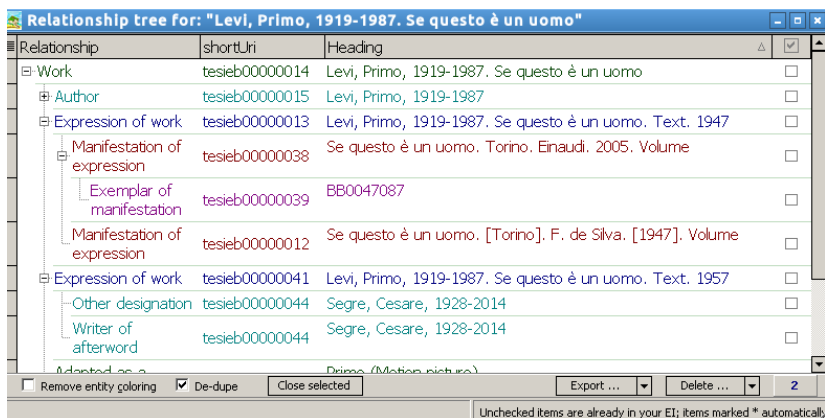 Relationship tree for: "Levi, Primo, 1919-1987. Se questo è un uomo"
Relationship shortUri Heading
Work tesieb00000014 Levi, Primo, 1919-1987. Se questo è un uomo
Author tesieb00000015 Levi, Primo, 1919-1987
Expression of work tesieb00000013 Levi, Primo, 1919-1987. Se questo è un uomo. Text. 1947
Manifestation of expression tesieb00000038 Se questo è un uomo. Torino. Einaudi. 2005. Volume
Exemplar of manifestation tesieb00000039 BB0047087
Manifestation of expression tesieb00000012 Se questo è un uomo. [Torino]. F. de Silva. [1947]. Volume
Expression of work tesieb00000041 Levi, Primo, 1919-1987. Se questo è un uomo. Text. 1957
Other designation tesieb00000044 Segre, Cesare, 1928-2014
Writer of afterword tesieb00000044 Segre, Cesare, 1928-2014
Adapted as a Primo (Motion picture)
Remove entity coloring De-dupe Close selected Export ... Delete ... 2
Unchecked items are already in your EI; items marked * automatically